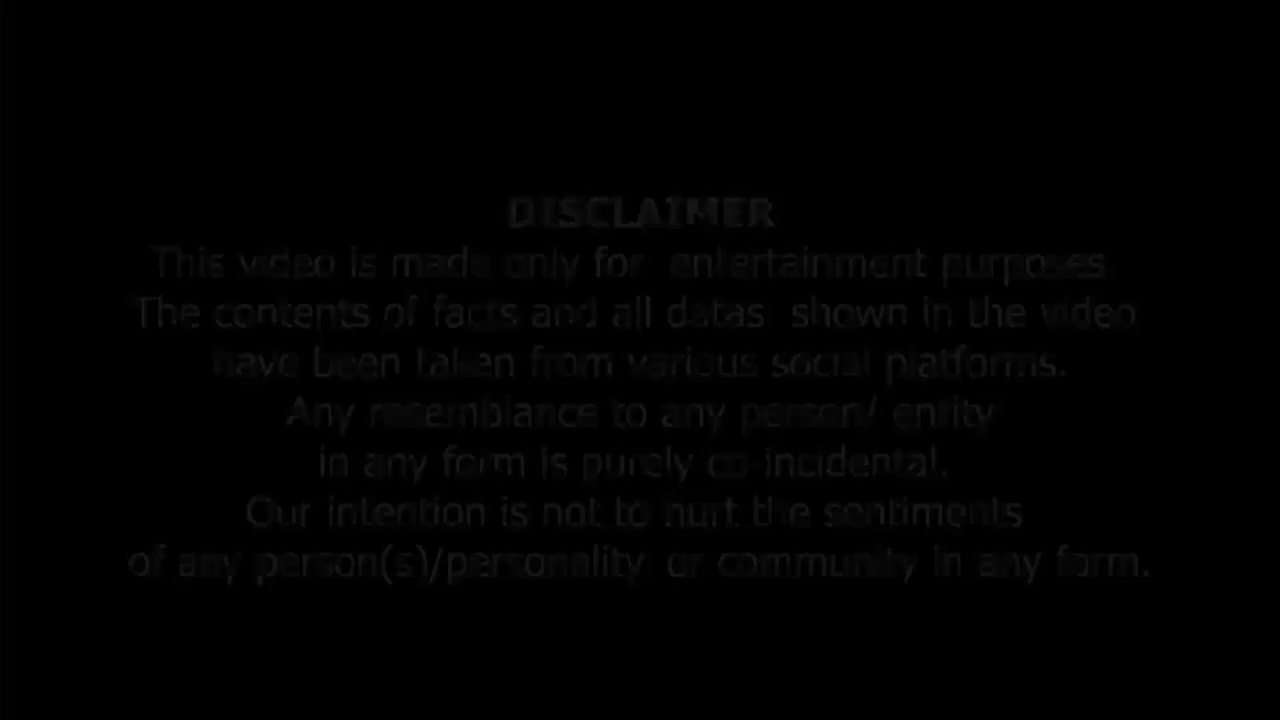 DISCLAIMER
This video is made only for entertainment purposes.
The contents of facts and all datas shown in the video
have been taken from various social platforms.
Any resemblance to any person/ entity
in any form is purely co-incidental.
Our intention is not to hurt the sentiments
of any person(s)/personality or community in any form.